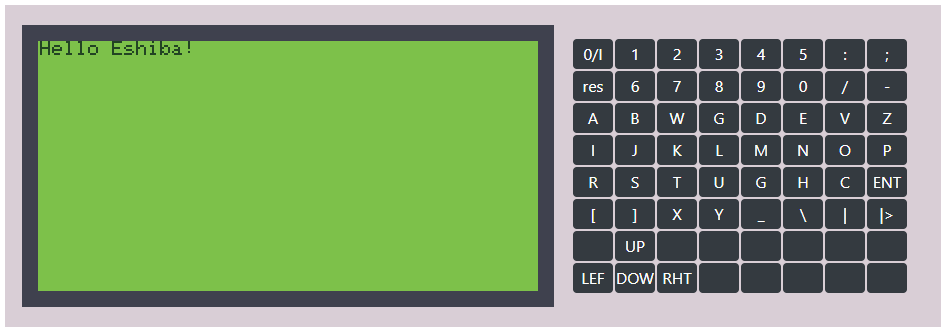 Hello Eshiba!
0/I 1 2 3 4 5 : ;
res 6 7 8 9 0 / -
A B W G D E V Z
I J K L M N O P
R S T U G H C ENT
[ ] X Y _ \ | |>
UP
LEF DOW RHT